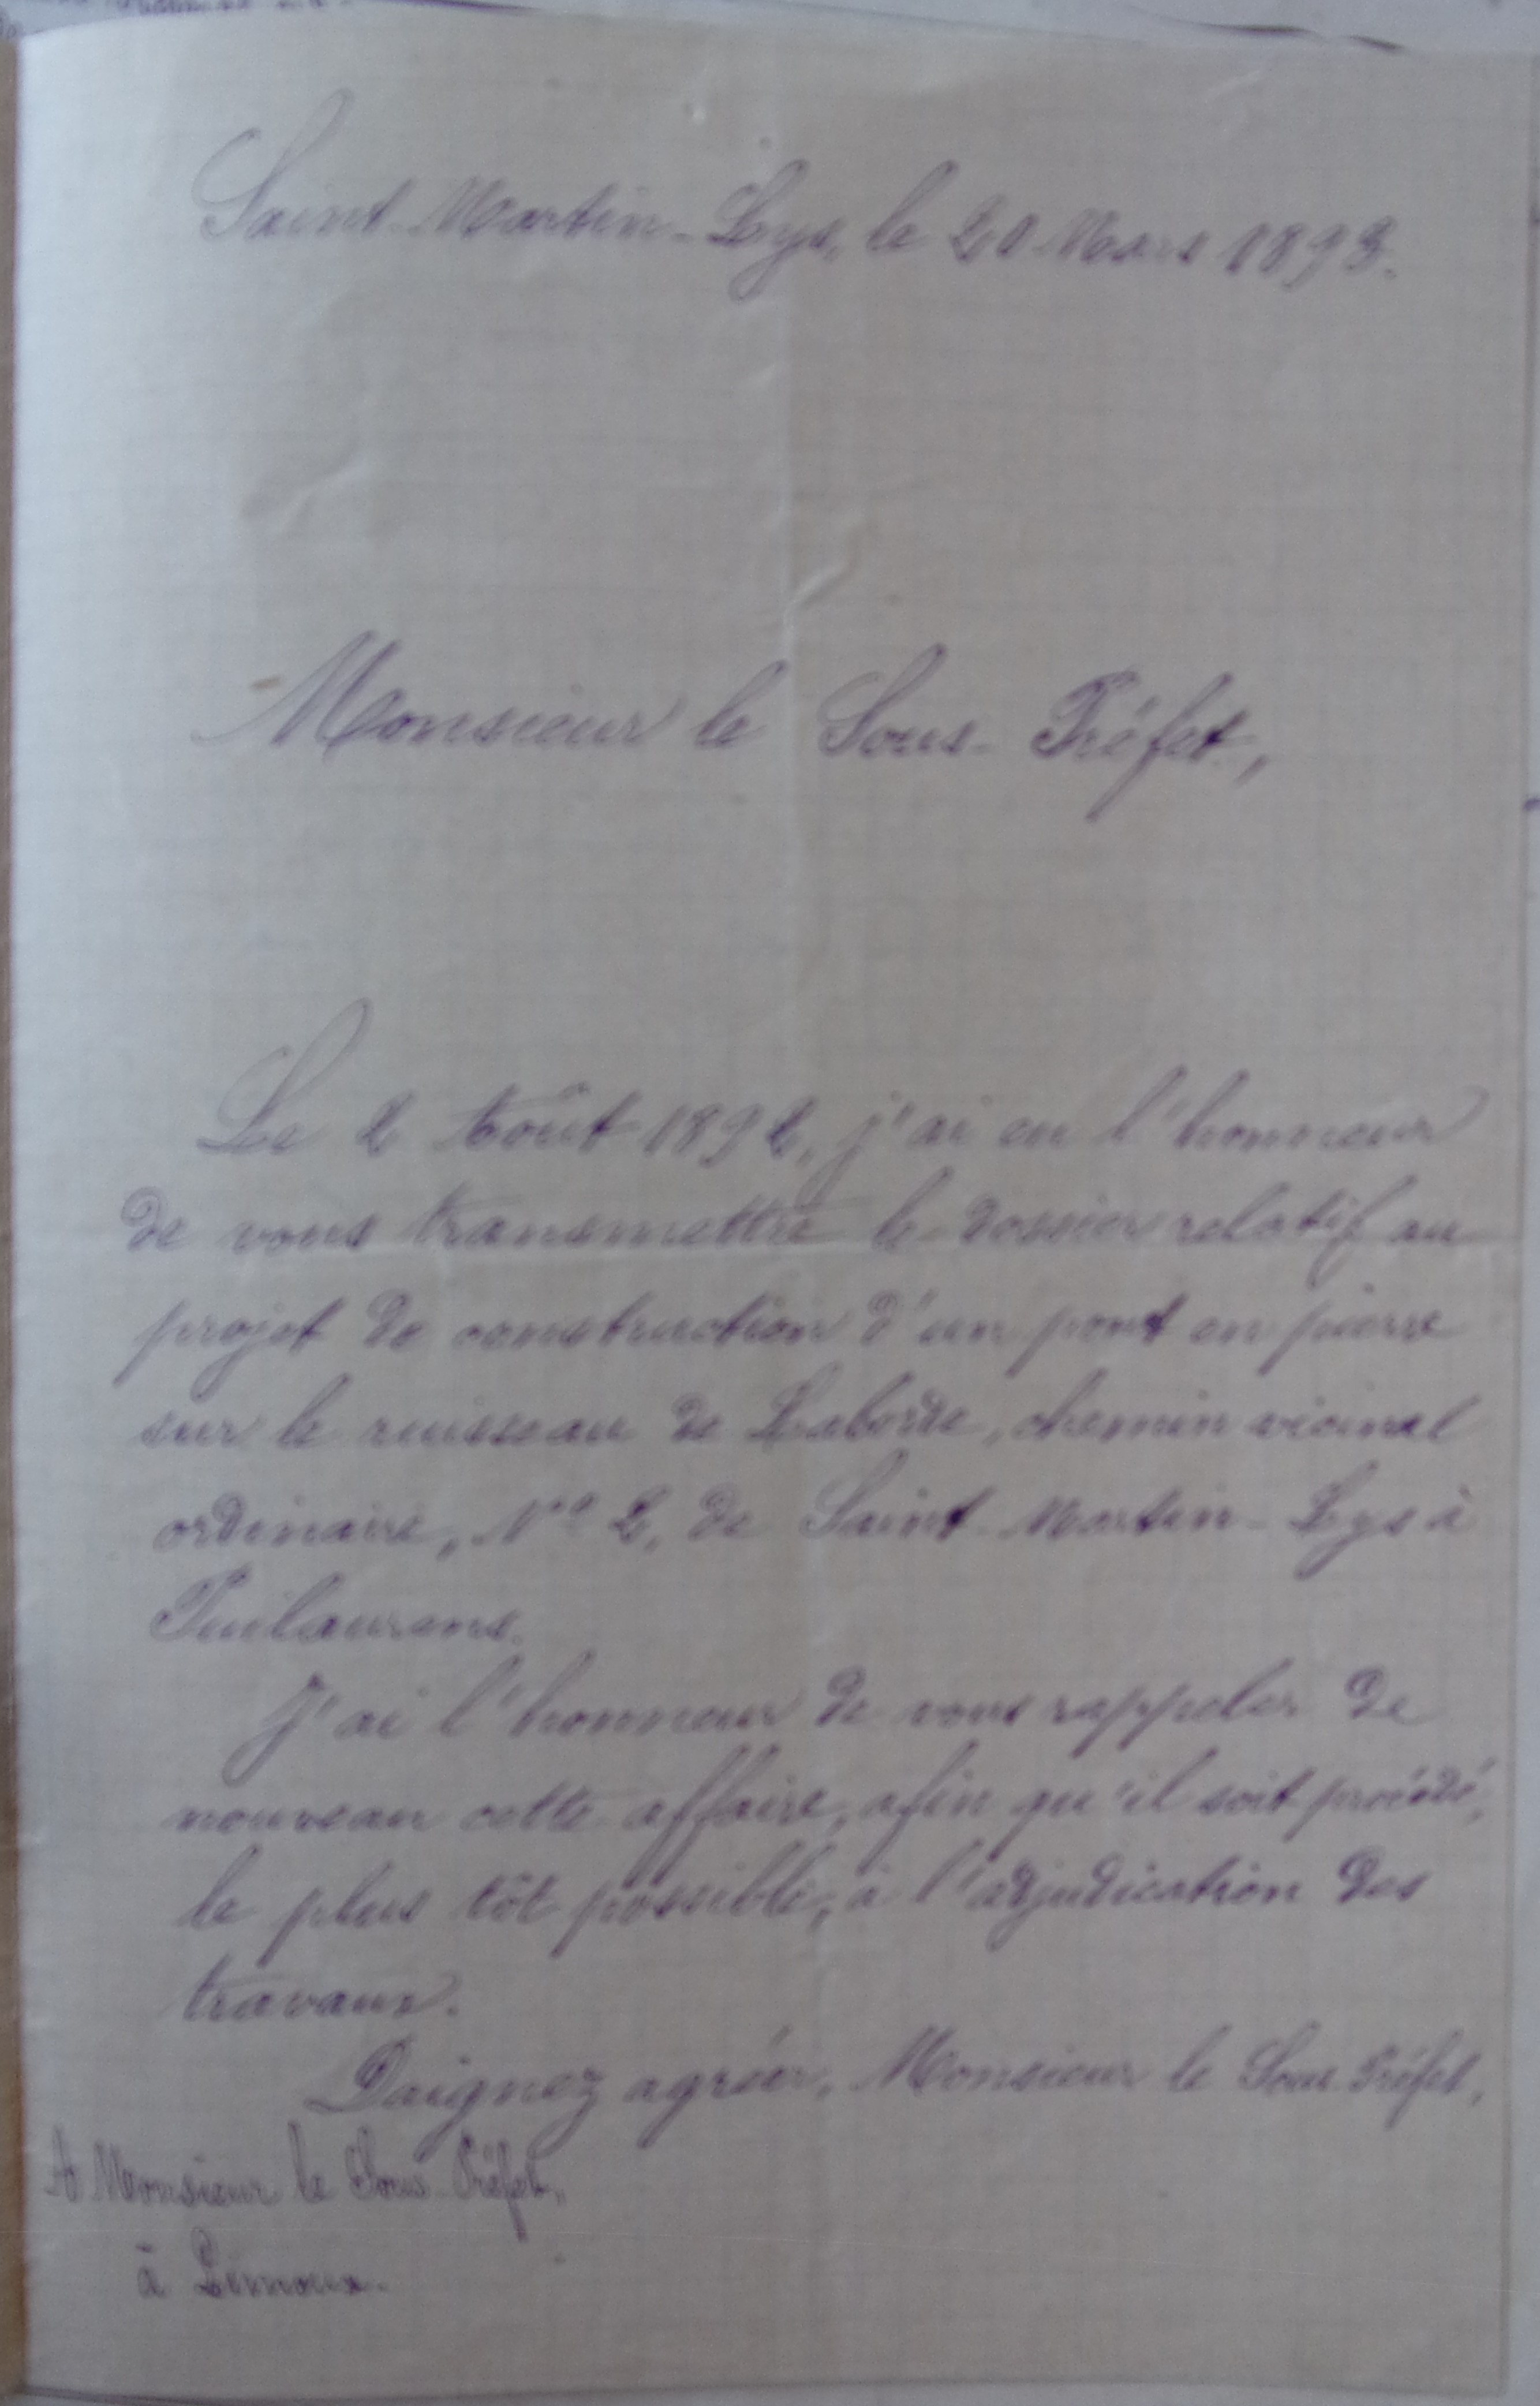 Saint-Martin-Lys, le 20 Mars 1893.
Monsieur le Sous-Préfet,
Le 2 Août 1892, j'ai eu l'honneur
de vous transmettre le dossier relatif au
projet de construction d'un pont en pierre
sur le ruisseau de Laborde, chemin vicinal
ordinaire, N° 2, de Saint-Martin-Lys à
Puilaurens.
J'ai l'honneur de vous rappeler de
nouveau cette affaire, afin qu'il soit procédé,
le plus tôt possible, à l'adjudication des
travaux.
Daignez agréer, Monsieur le Sous-Préfet,
A Monsieur le Sous-Préfet,
à Limoux.